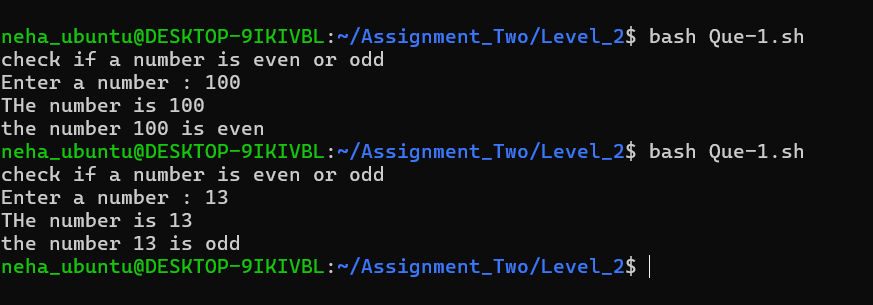 neha_ubuntu@DESKTOP-9IKIVBL:~/Assignment_Two/Level_2$ bash Que-1.sh
check if a number is even or odd
Enter a number : 100
THe number is 100
the number 100 is even
neha_ubuntu@DESKTOP-9IKIVBL:~/Assignment_Two/Level_2$ bash Que-1.sh
check if a number is even or odd
Enter a number : 13
THe number is 13
the number 13 is odd
neha_ubuntu@DESKTOP-9IKIVBL:~/Assignment_Two/Level_2$